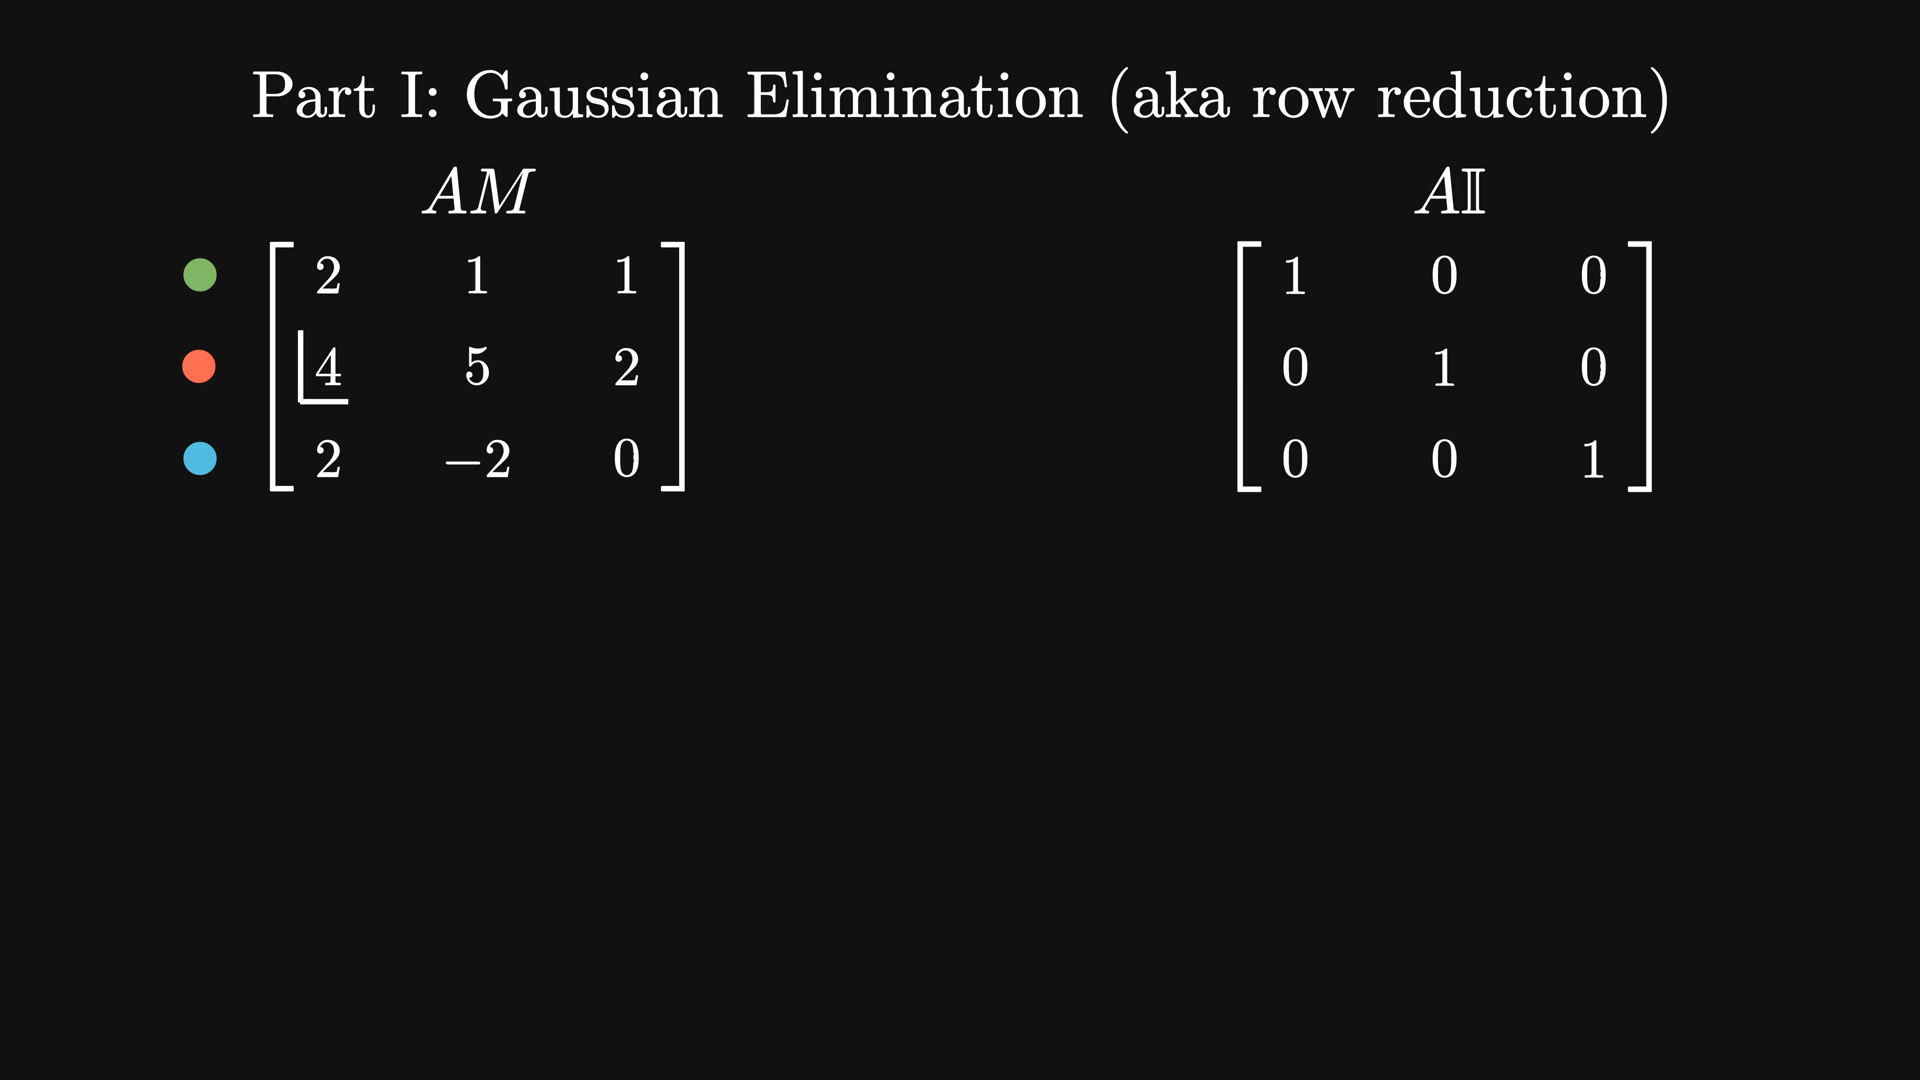 Part I: Gaussian Elimination (aka row reduction)
AM A𝕀
2 1 1 1 0 0
4 5 2 0 1 0
2 −2 0 0 0 1